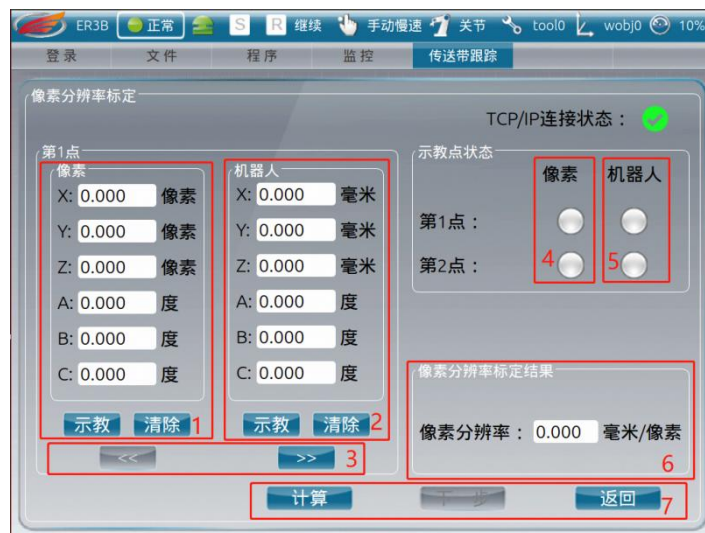 ER3B 正常 S R 继续 手动慢速 关节 tool0 wobj0 10%
登录 文件 程序 监控 传送带跟踪
像素分辨率标定
TCP/IP连接状态：
第1点
像素
X: 0.000 像素
Y: 0.000 像素
Z: 0.000 像素
A: 0.000 度
B: 0.000 度
C: 0.000 度
示教 清除 1
机器人
X: 0.000 毫米
Y: 0.000 毫米
Z: 0.000 毫米
A: 0.000 度
B: 0.000 度
C: 0.000 度
示教 清除 2
<< >> 3
示教点状态
像素 机器人
第1点：
第2点： 4 5
像素分辨率标定结果
像素分辨率： 0.000 毫米/像素
6
计算 下一步 返回 7